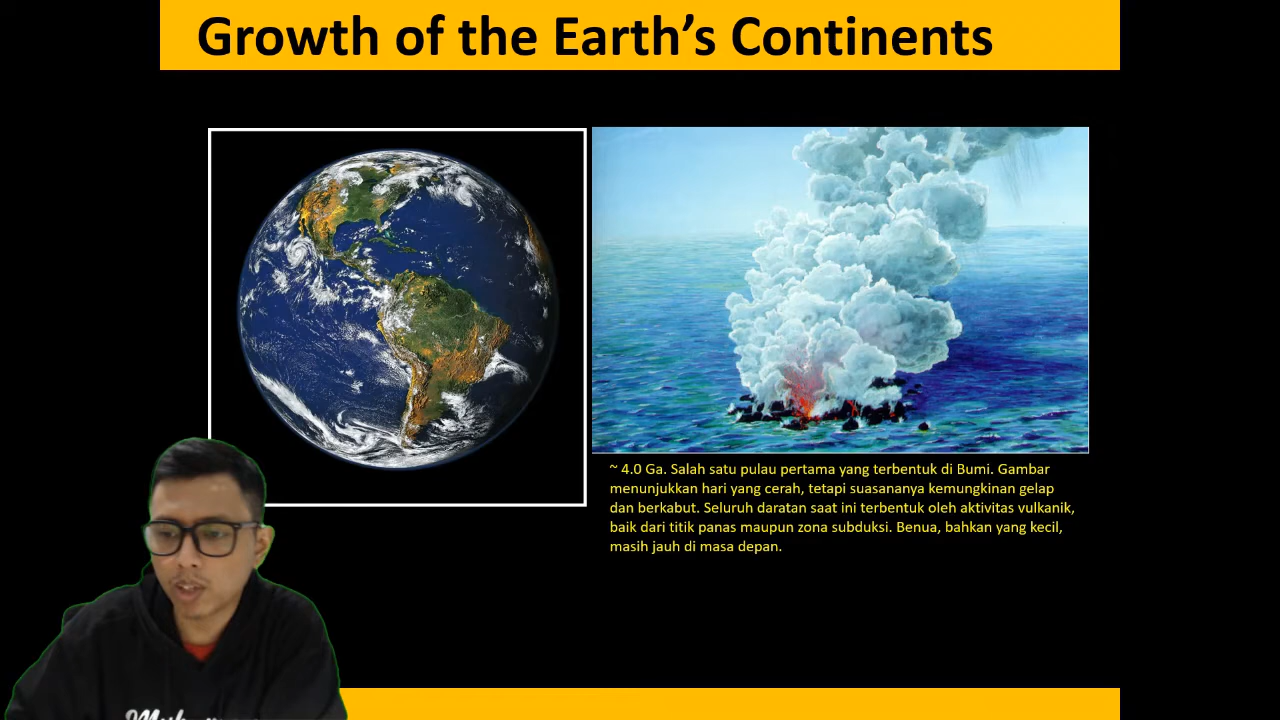 Growth of the Earth’s Continents
~ 4.0 Ga. Salah satu pulau pertama yang terbentuk di Bumi. Gambar
menunjukkan hari yang cerah, tetapi suasananya kemungkinan gelap
dan berkabut. Seluruh daratan saat ini terbentuk oleh aktivitas vulkanik,
baik dari titik panas maupun zona subduksi. Benua, bahkan yang kecil,
masih jauh di masa depan.